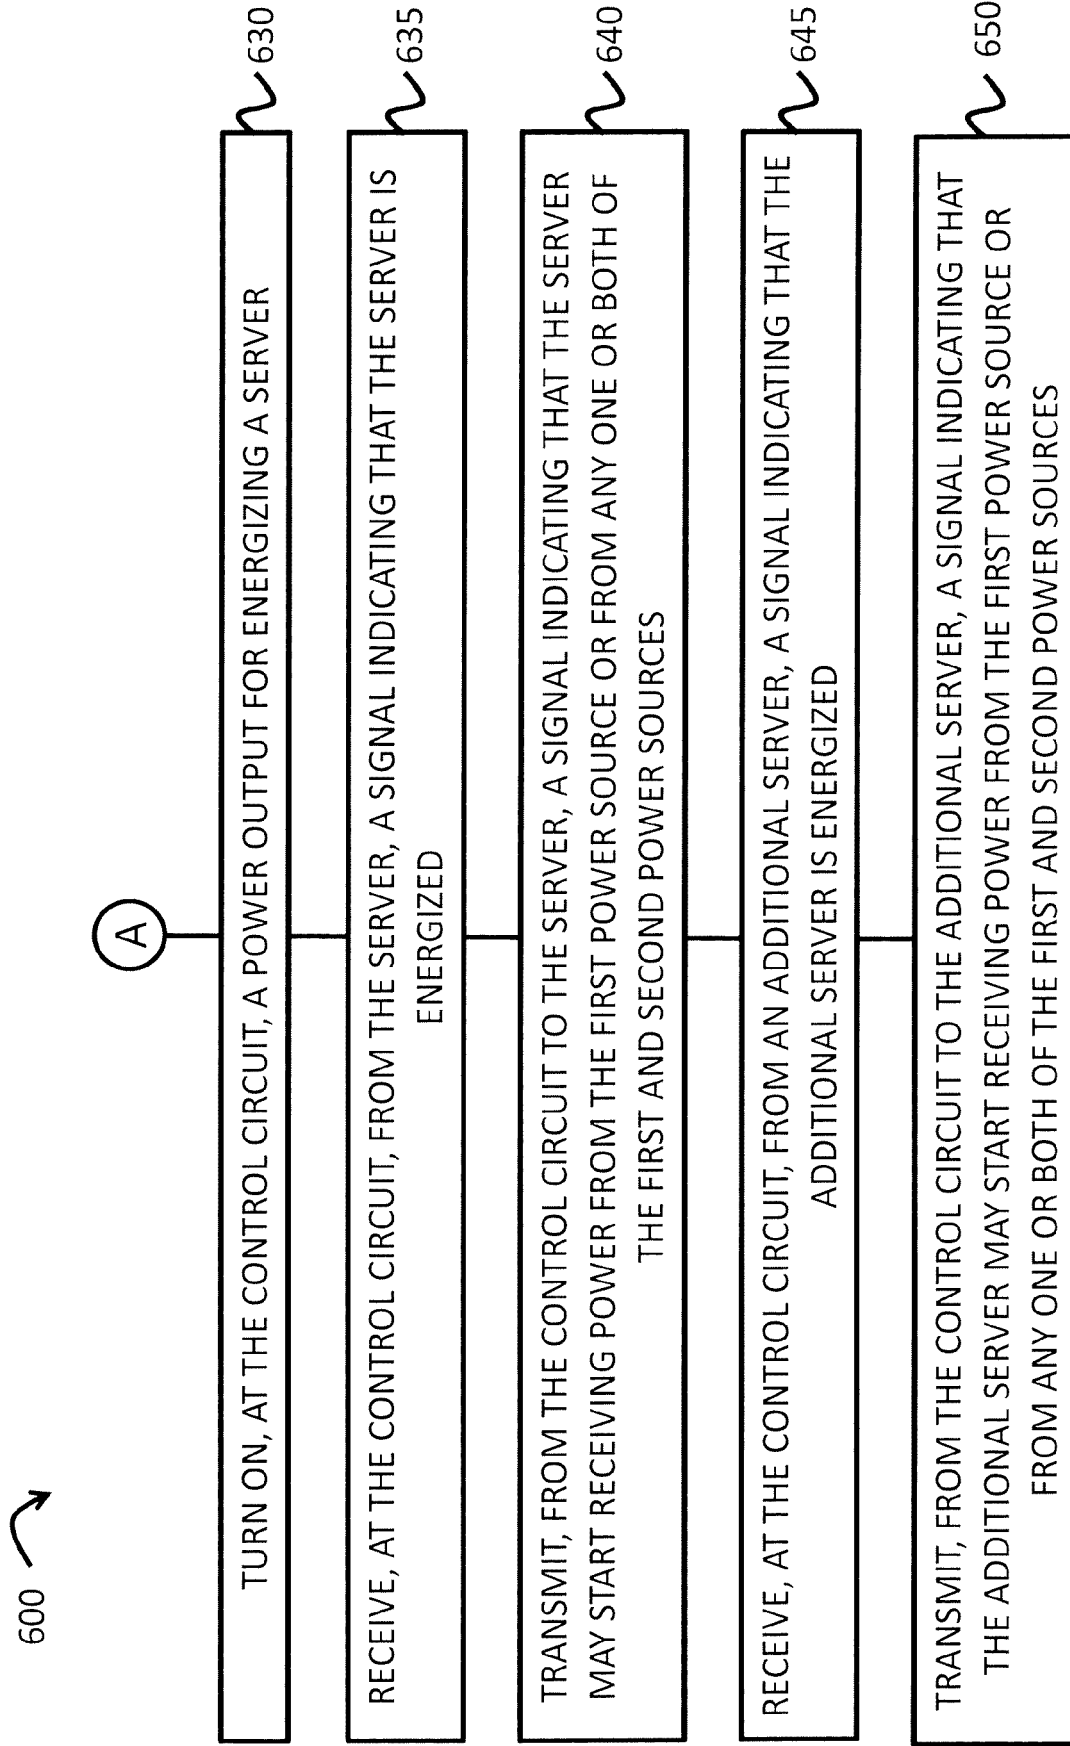 600
A
TURN ON, AT THE CONTROL CIRCUIT, A POWER OUTPUT FOR ENERGIZING A SERVER
630
RECEIVE, AT THE CONTROL CIRCUIT, FROM THE SERVER, A SIGNAL INDICATING THAT THE SERVER IS
ENERGIZED
635
TRANSMIT, FROM THE CONTROL CIRCUIT TO THE SERVER, A SIGNAL INDICATING THAT THE SERVER
MAY START RECEIVING POWER FROM THE FIRST POWER SOURCE OR FROM ANY ONE OR BOTH OF
THE FIRST AND SECOND POWER SOURCES
640
RECEIVE, AT THE CONTROL CIRCUIT, FROM AN ADDITIONAL SERVER, A SIGNAL INDICATING THAT THE
ADDITIONAL SERVER IS ENERGIZED
645
TRANSMIT, FROM THE CONTROL CIRCUIT TO THE ADDITIONAL SERVER, A SIGNAL INDICATING THAT
THE ADDITIONAL SERVER MAY START RECEIVING POWER FROM THE FIRST POWER SOURCE OR
FROM ANY ONE OR BOTH OF THE FIRST AND SECOND POWER SOURCES
650